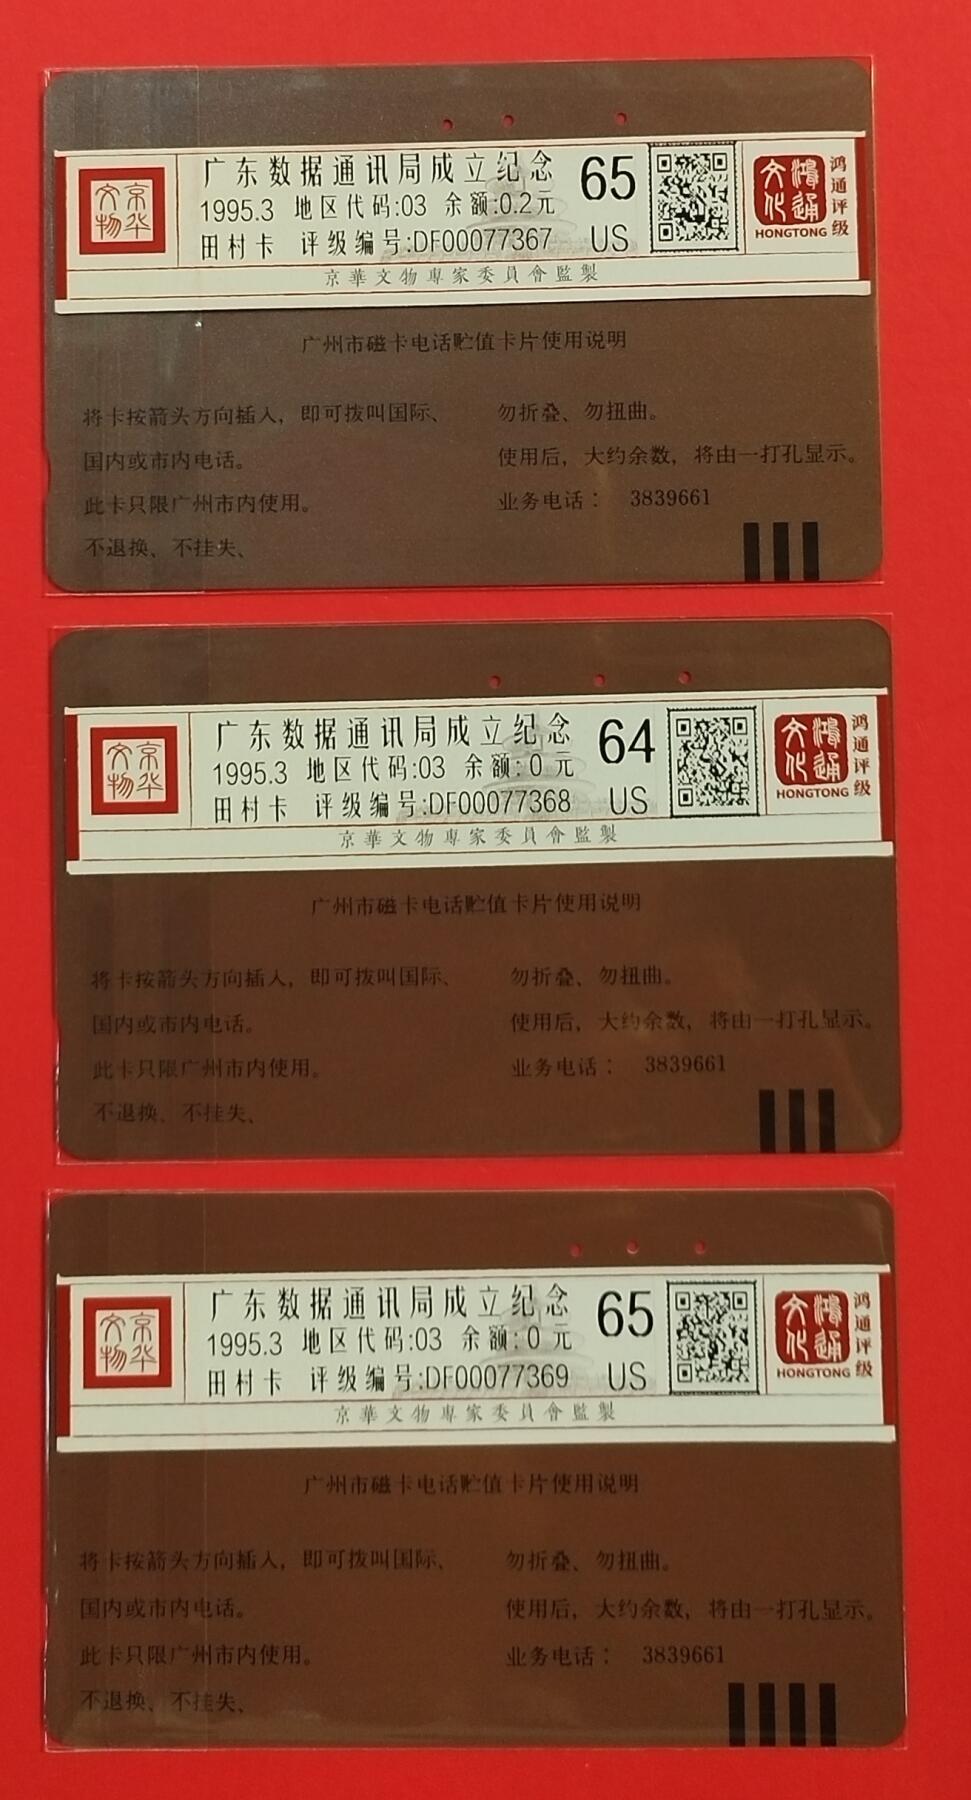 京华文物
广东数据通讯局成立纪念
1995.3 地区代码:03 余额:0.2元
田村卡 评级编号:DF00077367
65
US
鸿通文化
HONGTONG
鸿通评级
京華文物專家委員會監製
广州市磁卡电话贮值卡片使用说明
将卡按箭头方向插入，即可拨叫国际、
国内或市内电话。
此卡只限广州市内使用。
不退换、不挂失、
勿折叠、勿扭曲。
使用后，大约余数，将由一打孔显示。
业务电话： 3839661
京华文物
广东数据通讯局成立纪念
1995.3 地区代码:03 余额:0元
田村卡 评级编号:DF00077368
64
US
鸿通文化
HONGTONG
鸿通评级
京華文物專家委員會監製
广州市磁卡电话贮值卡片使用说明
将卡按箭头方向插入，即可拨叫国际、
国内或市内电话。
此卡只限广州市内使用。
不退换、不挂失、
勿折叠、勿扭曲。
使用后，大约余数，将由一打孔显示。
业务电话： 3839661
京华文物
广东数据通讯局成立纪念
1995.3 地区代码:03 余额:0元
田村卡 评级编号:DF00077369
65
US
鸿通文化
HONGTONG
鸿通评级
京華文物專家委員會監製
广州市磁卡电话贮值卡片使用说明
将卡按箭头方向插入，即可拨叫国际、
国内或市内电话。
此卡只限广州市内使用。
不退换、不挂失、
勿折叠、勿扭曲。
使用后，大约余数，将由一打孔显示。
业务电话： 3839661